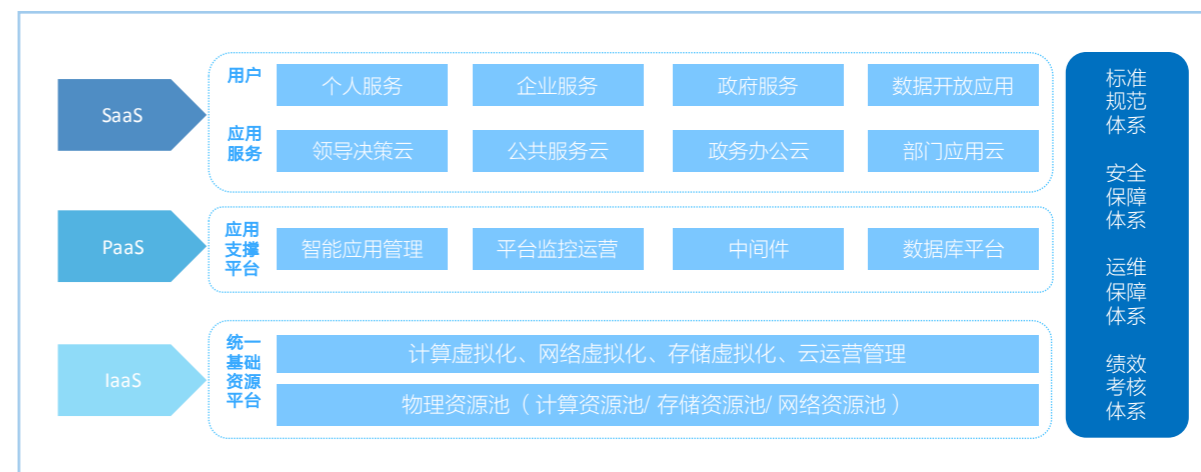 SaaS
用户
个人服务
企业服务
政府服务
数据开放应用
应用
服务
领导决策云
公共服务云
政务办公云
部门应用云
PaaS
应用
支撑
平台
智能应用管理
平台监控运营
中间件
数据库平台
IaaS
统一
基础
资源
平台
计算虚拟化、网络虚拟化、存储虚拟化、云运营管理
物理资源池（计算资源池/存储资源池/网络资源池）
标准
规范
体系
安全
保障
体系
运维
保障
体系
绩效
考核
体系